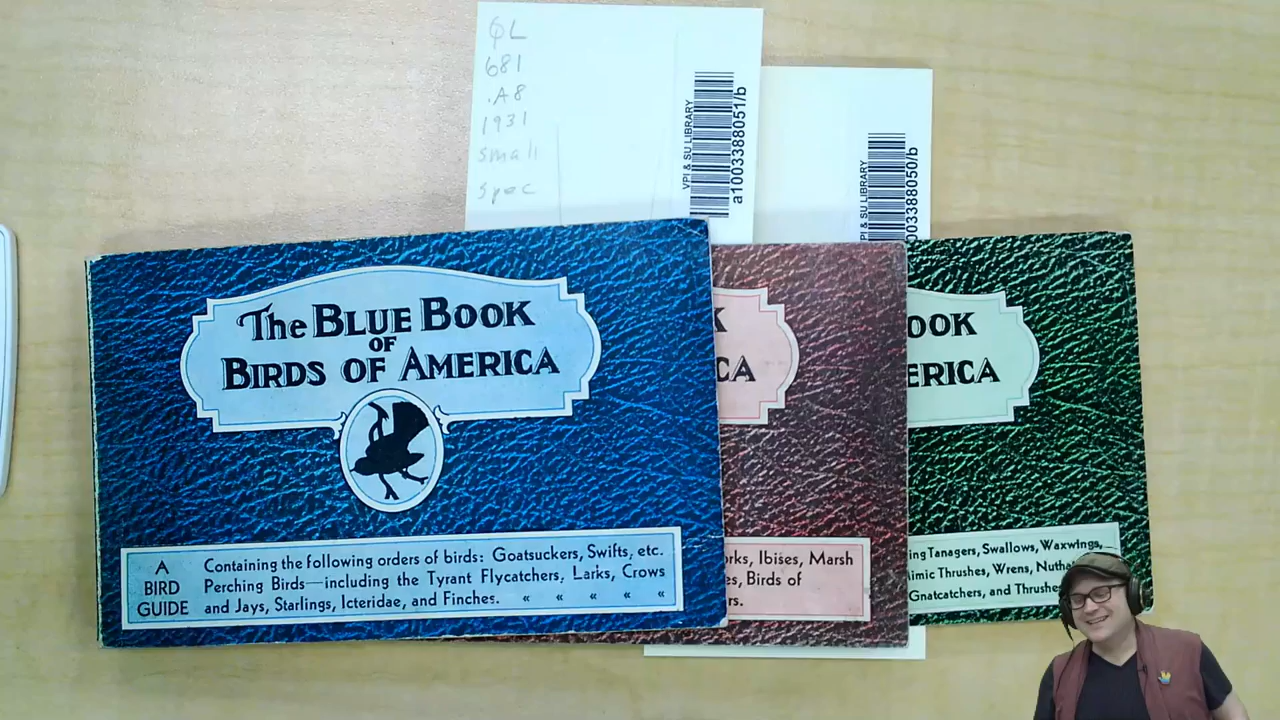 QL
681
.A8
1931
small
spec
VPI & SU LIBRARY
a1003388051/b
VPI & SU LIBRARY
003388050/b
The BLUE BOOK
OF
BIRDS OF AMERICA
A
BIRD
GUIDE
Containing the following orders of birds: Goatsuckers, Swifts, etc.
Perching Birds—including the Tyrant Flycatchers, Larks, Crows
and Jays, Starlings, Icteridae, and Finches. « « « « «
K
CA
rks, Ibises, Marsh
es, Birds of
rs.
OOK
ERICA
ing Tanagers, Swallows, Waxwings,
imic Thrushes, Wrens, Nutha
Gnatcatchers, and Thrushe